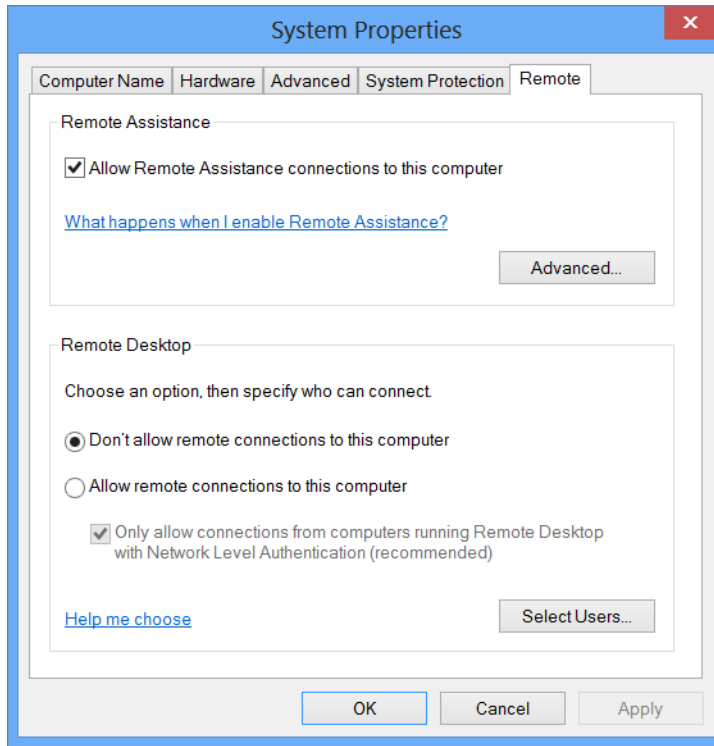 System Properties
Computer Name Hardware Advanced System Protection Remote
Remote Assistance
Allow Remote Assistance connections to this computer
What happens when I enable Remote Assistance?
Advanced...
Remote Desktop
Choose an option, then specify who can connect.
Don't allow remote connections to this computer
Allow remote connections to this computer
Only allow connections from computers running Remote Desktop
with Network Level Authentication (recommended)
Help me choose
Select Users...
OK Cancel Apply